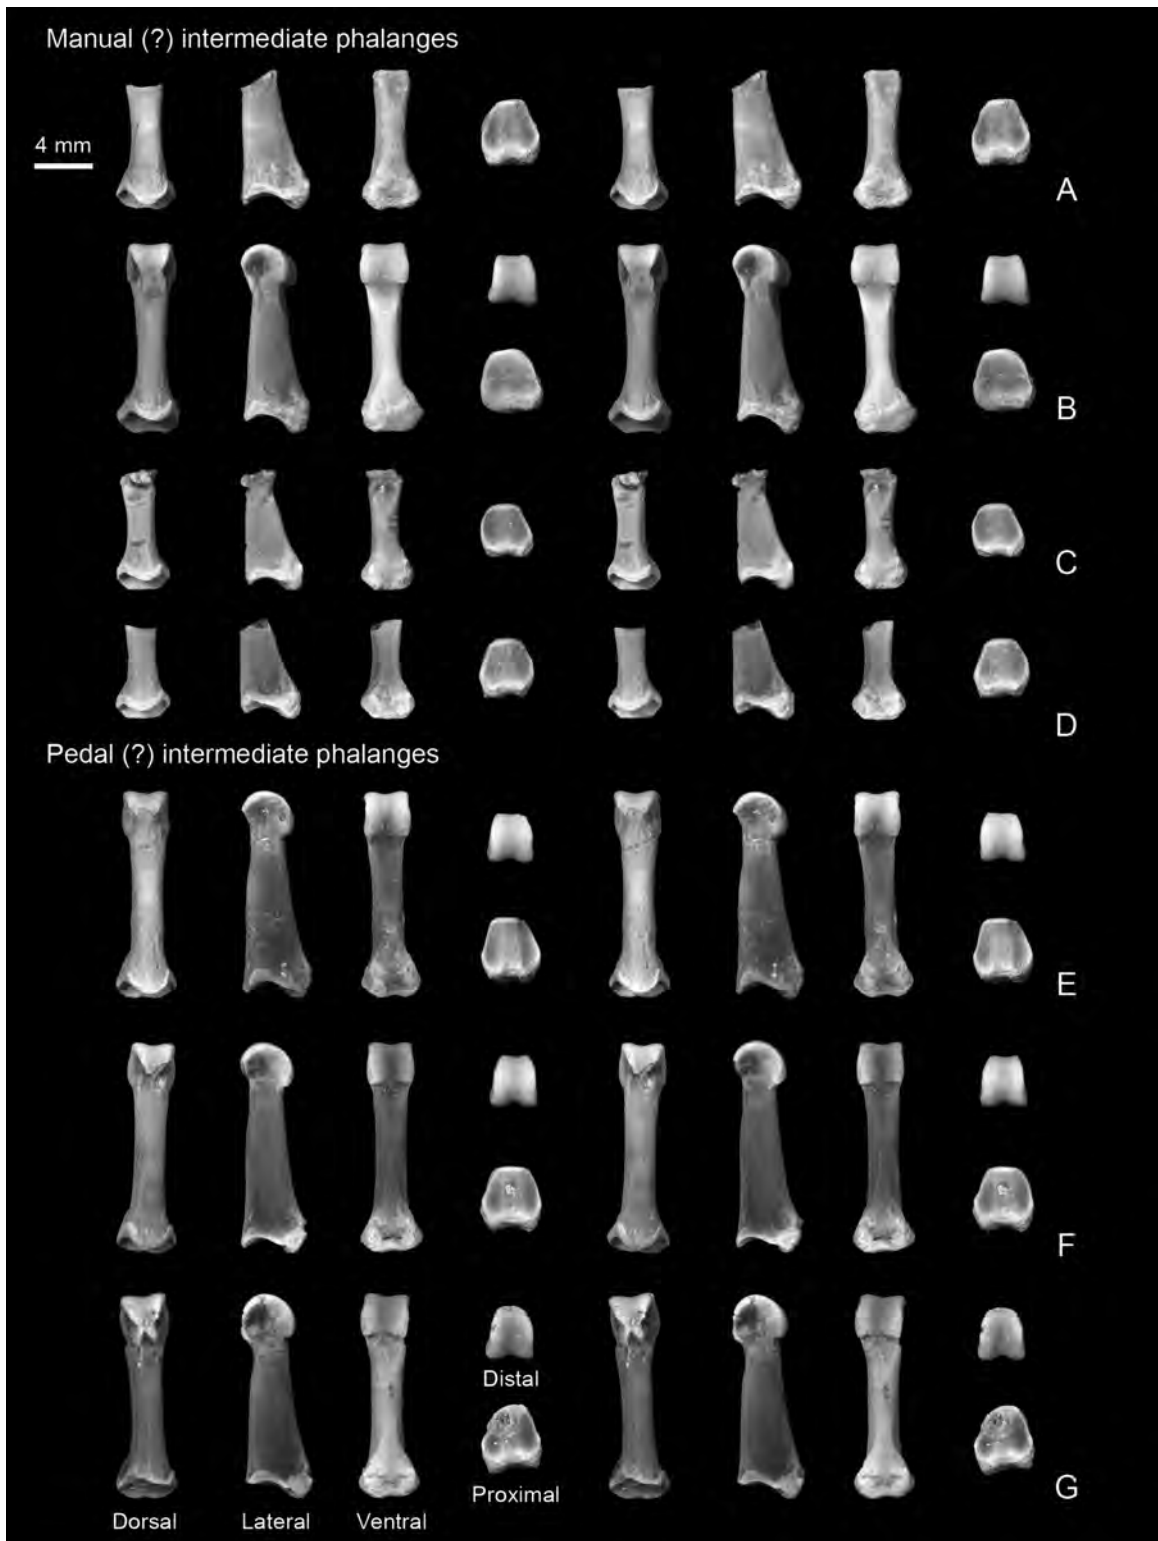 Manual (?) intermediate phalanges
4 mm
A
B
C
D
Pedal (?) intermediate phalanges
E
F
Distal
Proximal
G
Dorsal Lateral Ventral